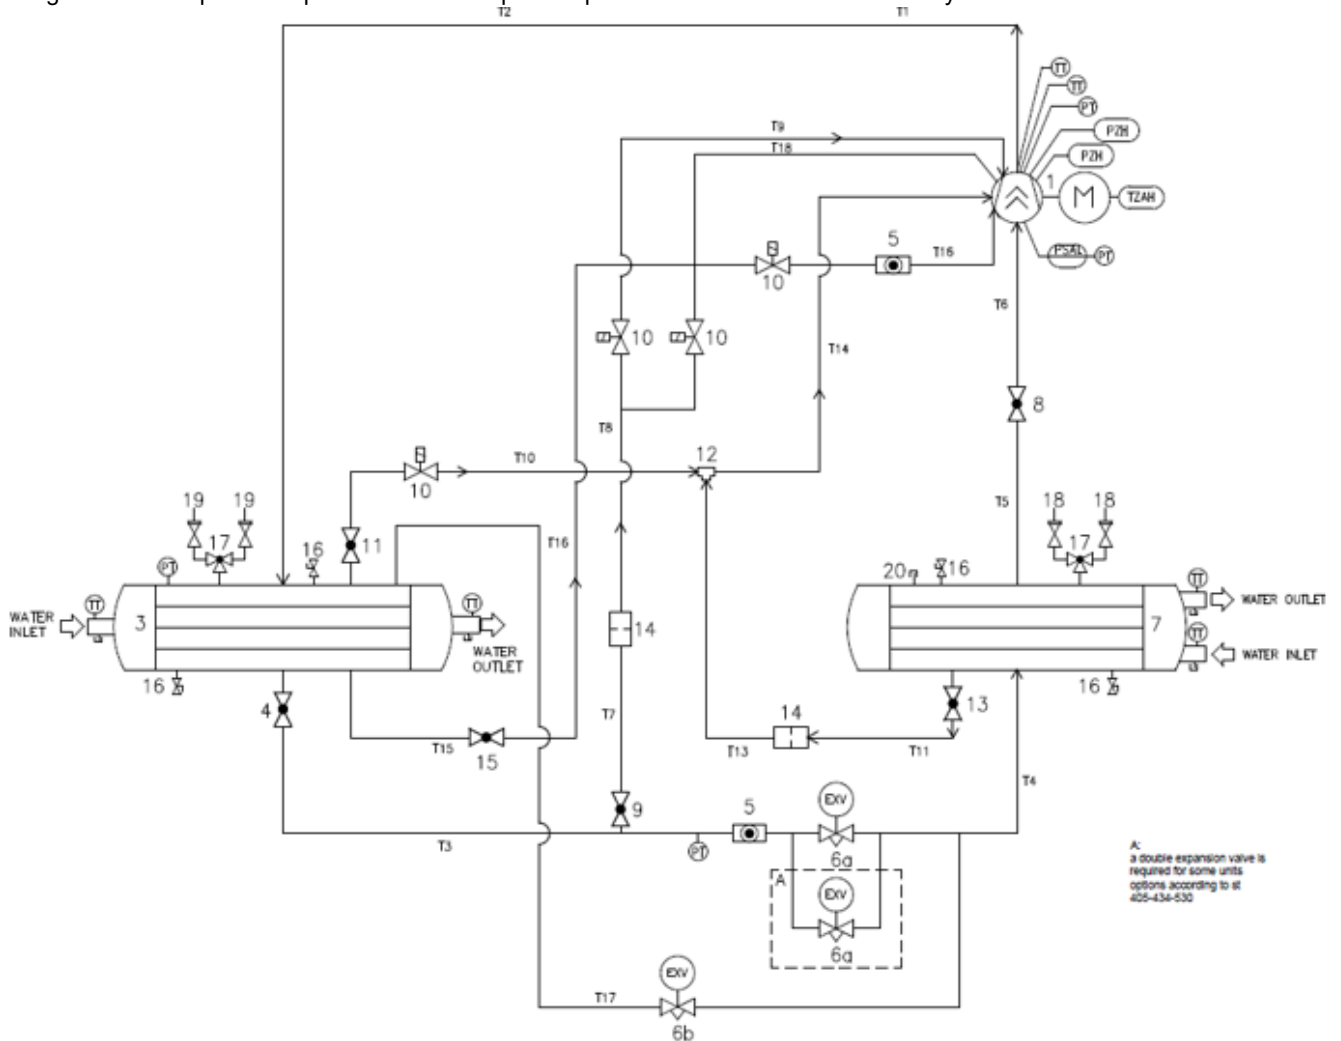 T2
T1
TT
TT
PT
PZH
PZH
T9
T18
1
M
TZAH
PSAL
PT
5
T16
10
T6
10
10
T14
8
T8
12
T10
10
T5
19
19
18
18
17
16
11
T16
17
PT
20
16
TT
TT
TT
WATER OUTLET
WATER
INLET
3
14
7
TT
WATER
OUTLET
WATER INLET
16
16
4
T7
14
13
T15
15
T13
T11
T4
9
5
EXV
T3
PT
6a
A
EXV
6a
A:
a double expansion valve is
required for some units
options according to st
405-434-530
EXV
T17
6b